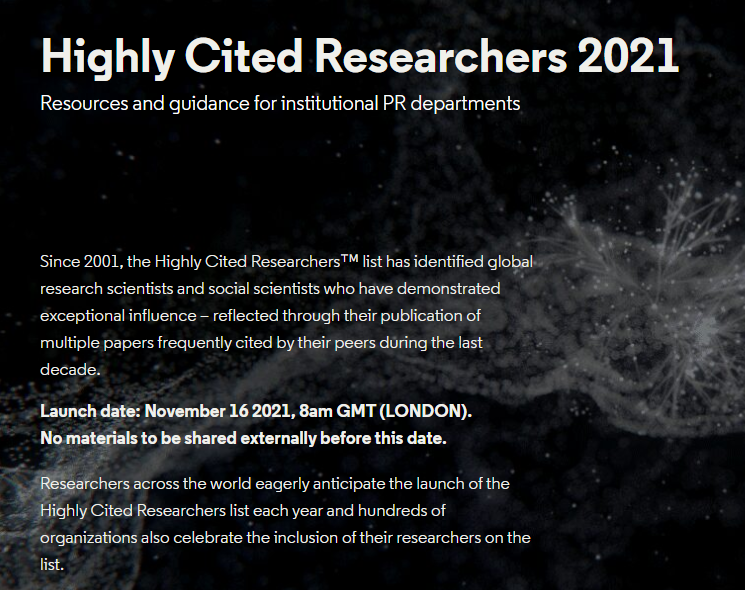 Highly Cited Researchers 2021
Resources and guidance for institutional PR departments
Since 2001, the Highly Cited Researchers™ list has identified global
research scientists and social scientists who have demonstrated
exceptional influence – reflected through their publication of
multiple papers frequently cited by their peers during the last
decade.
Launch date: November 16 2021, 8am GMT (LONDON).
No materials to be shared externally before this date.
Researchers across the world eagerly anticipate the launch of the
Highly Cited Researchers list each year and hundreds of
organizations also celebrate the inclusion of their researchers on the
list.